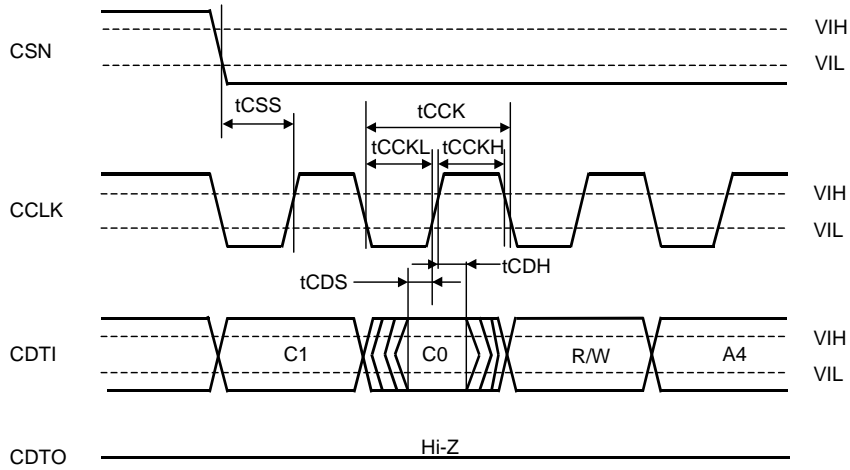 CSN
VIH
VIL
tCSS
tCCK
tCCKL
tCCKH
CCLK
VIH
VIL
tCDS
tCDH
CDTI
C1
C0
R/W
A4
VIH
VIL
CDTO
Hi-Z